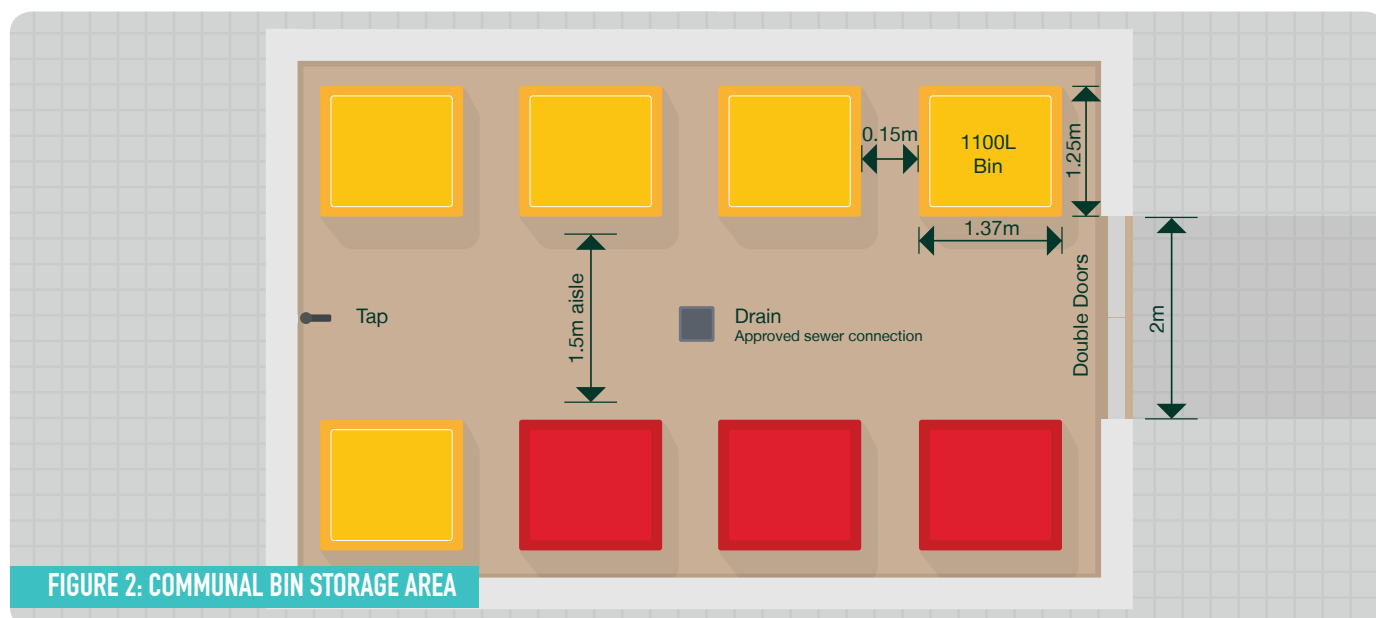 0.15m
1100L
Bin
1.25m
1.37m
Tap
1.5m aisle
Drain
Approved sewer connection
Double Doors
2m
FIGURE 2: COMMUNAL BIN STORAGE AREA